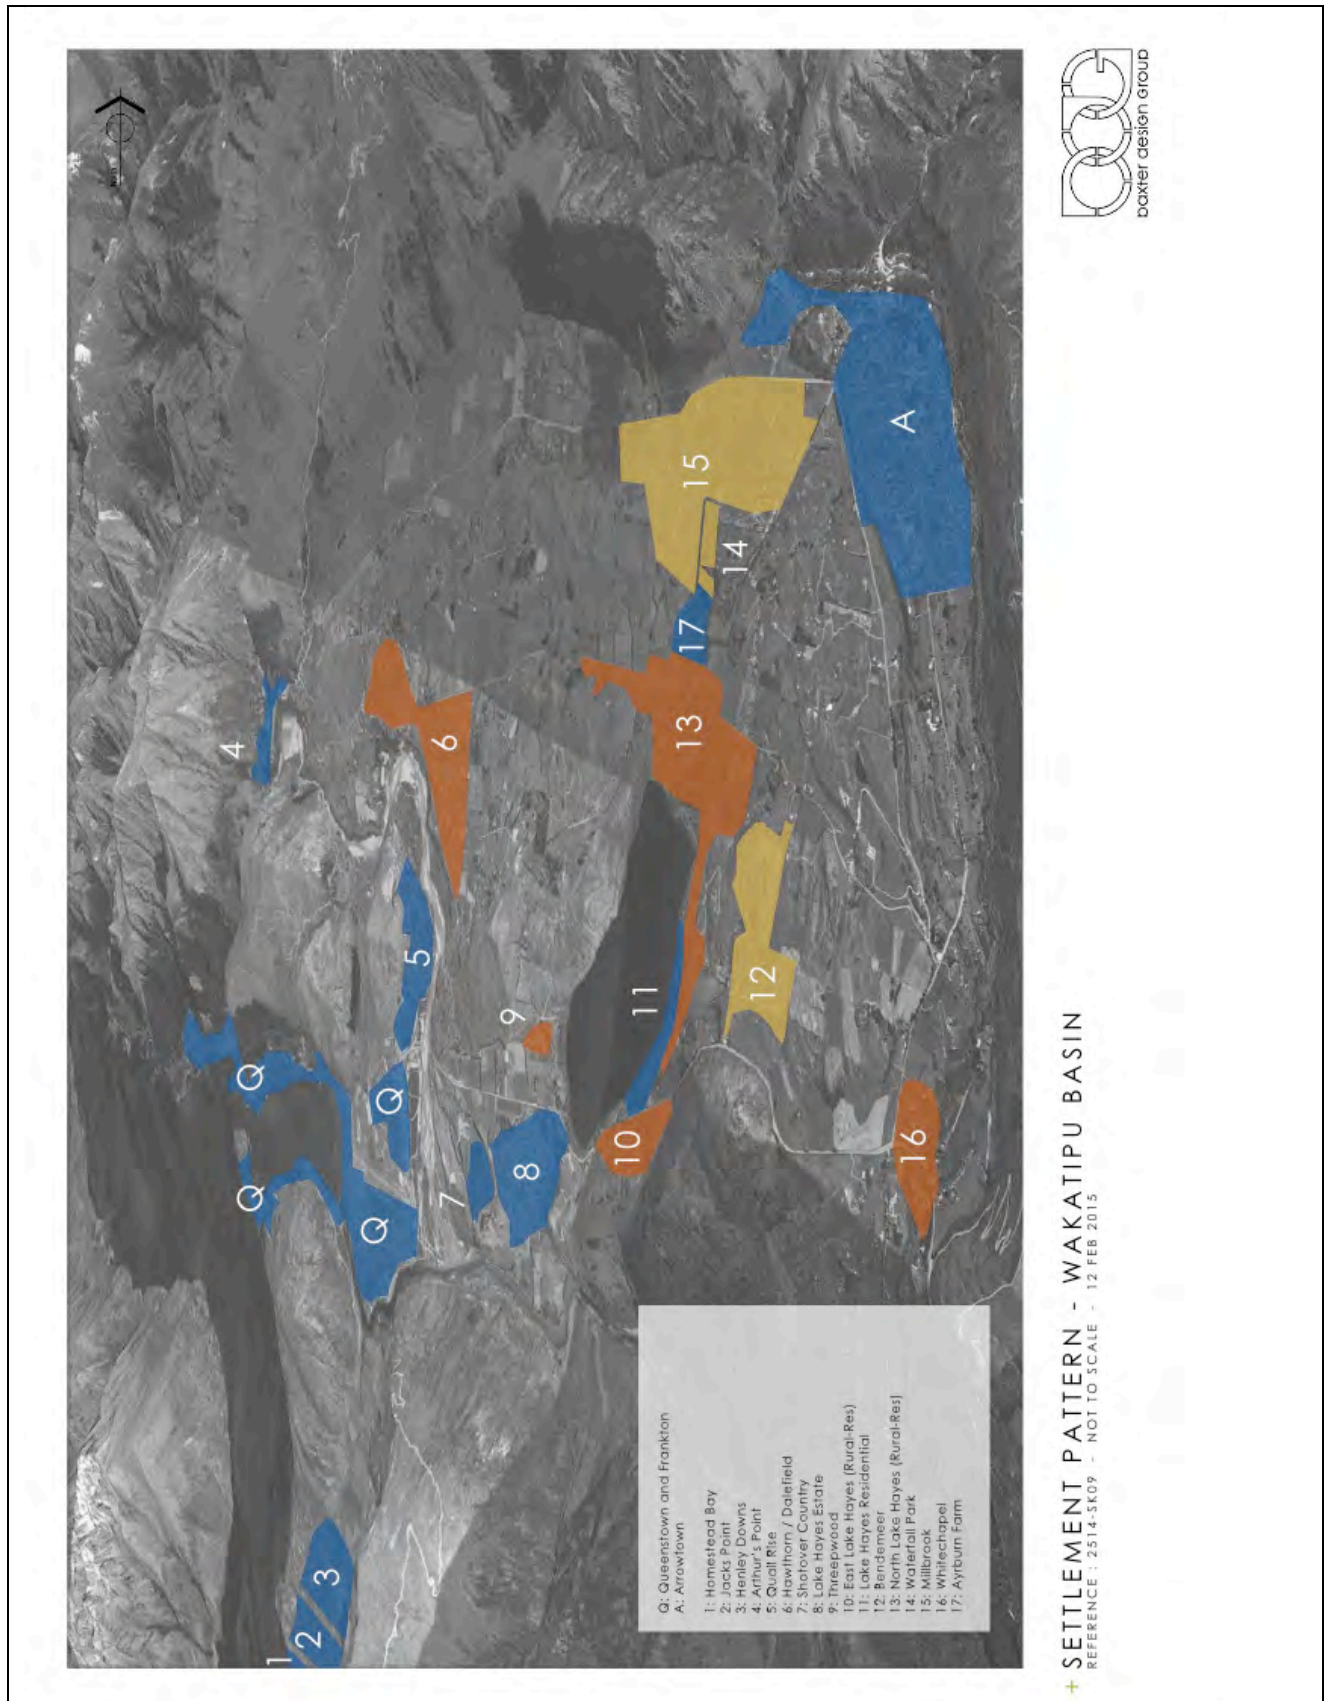 Q: Queenstown and Frankton
A: Arrowtown
1: Homestead Bay
2: Jacks Point
3: Henley Downs
4: Arthur's Point
5: Quail Rise
6: Hawthorn / Dalefield
7: Shotover Country
8: Lake Hayes Estate
9: Threepwood
10: East Lake Hayes (Rural-Res)
11: Lake Hayes Residential
12: Bendemeer
13: North Lake Hayes (Rural-Res)
14: Waterfall Park
15: Millbrook
16: Whitechapel
17: Ayrburn Farm
1
2
3
Q
Q
Q
Q
4
5
6
7
8
9
10
11
12
13
14
15
16
17
A
+ SETTLEMENT PATTERN - WAKATIPU BASIN
REFERENCE : 2514-SK09 - NOT TO SCALE - 12 FEB 2015
baxter design group